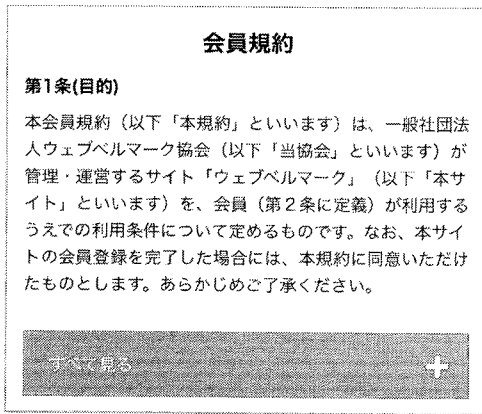 会員規約
第1条(目的)
本会員規約（以下「本規約」といいます）は、一般社団法
人ウェブベルマーク協会（以下「当協会」といいます）が
管理・運営するサイト「ウェブベルマーク」（以下「本サ
イト」といいます）を、会員（第２条に定義）が利用する
うえでの利用条件について定めるものです。なお、本サイ
トの会員登録を完了した場合には、本規約に同意いただけ
たものとします。あらかじめご了承ください。
すべて見る